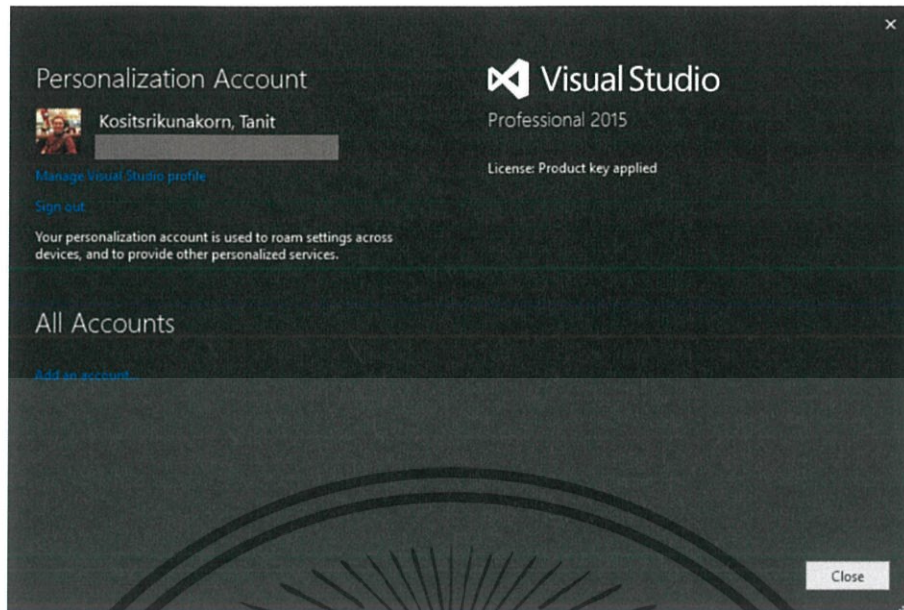 Personalization Account
Kositsrikunakorn, Tanit
Manage Visual Studio profile
Sign out
Your personalization account is used to roam settings across
devices, and to provide other personalized services.
All Accounts
Add an account...
Visual Studio
Professional 2015
License: Product key applied
Close